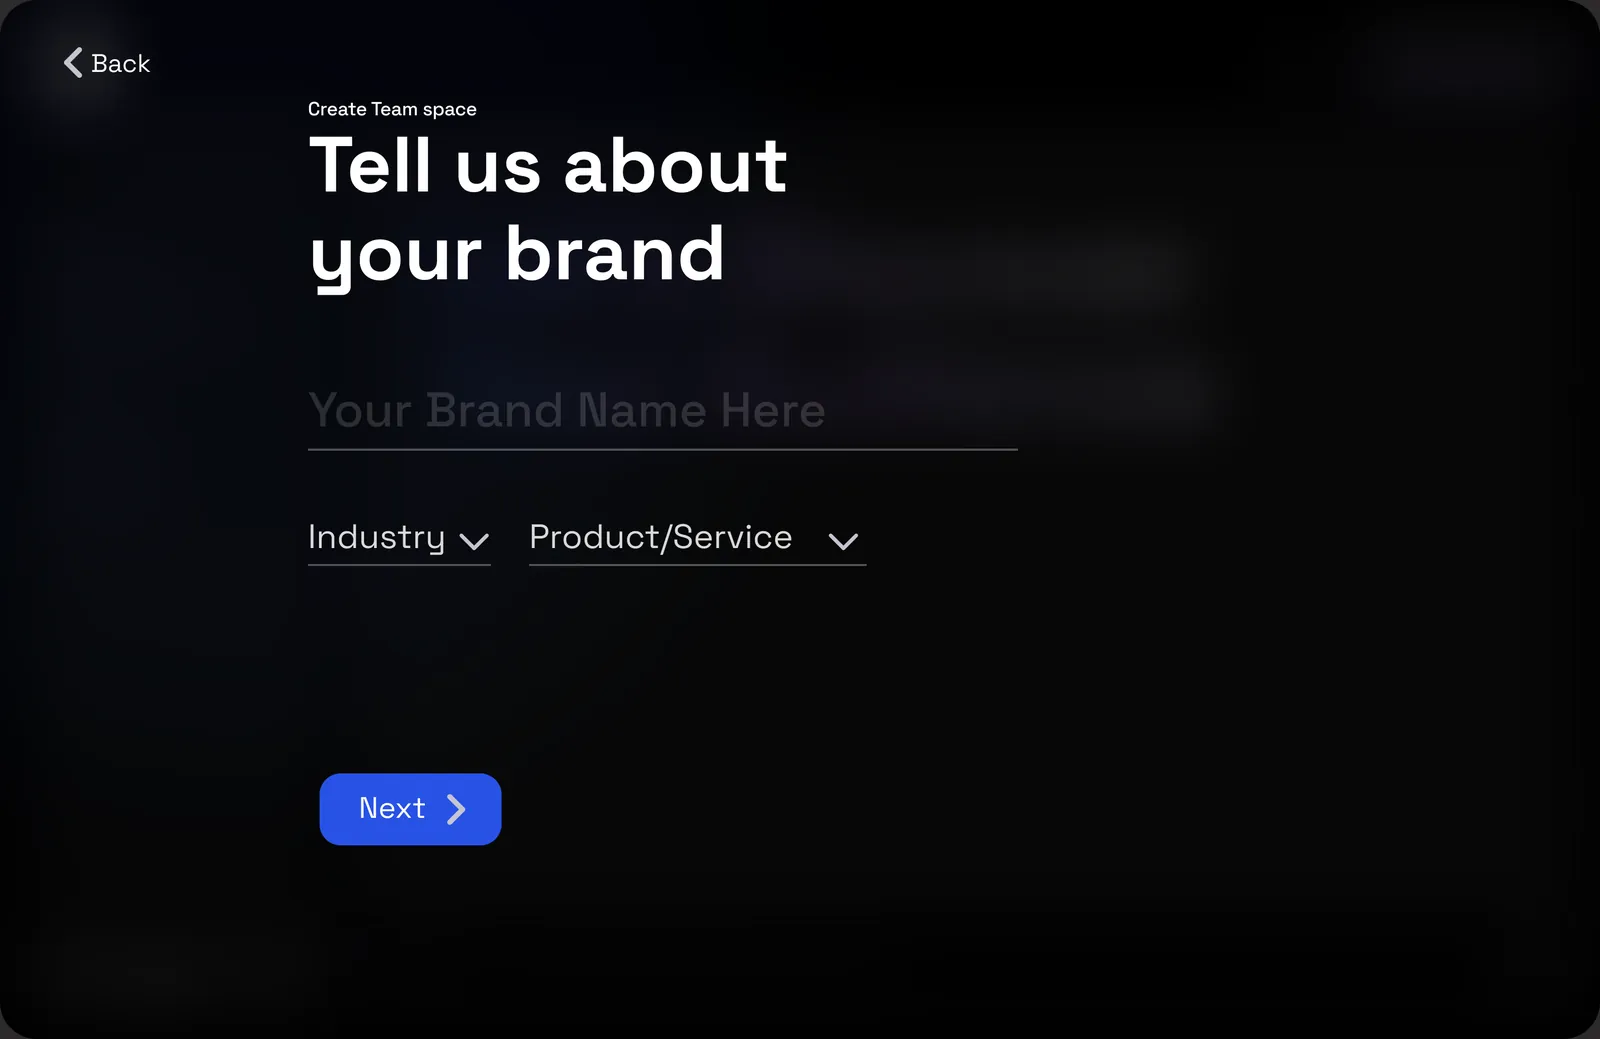 Back
Create Team space
Tell us about
your brand
Your Brand Name Here
Industry
Product/Service
Next